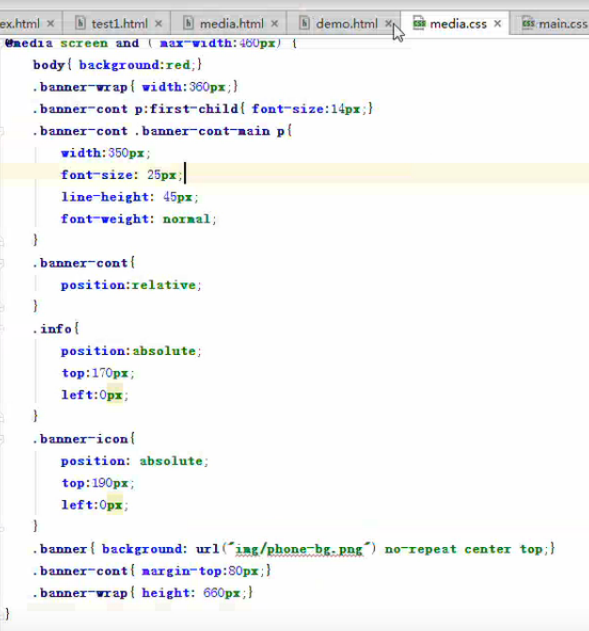 ex.html test1.html media.html demo.html media.css main.css
@media screen and ( max-width:460px) {
body{ background:red;}
.banner-wrap{ width:360px;}
.banner-cont p:first-child{ font-size:14px;}
.banner-cont .banner-cont-main p{
width:350px;
font-size: 25px;
line-height: 45px;
font-weight: normal;
}
.banner-cont{
position:relative;
}
.info{
position:absolute;
top:170px;
left:0px;
}
.banner-icon{
position: absolute;
top:190px;
left:0px;
}
.banner{ background: url("img/phone-bg.png") no-repeat center top;}
.banner-cont{ margin-top:80px;}
.banner-wrap{ height: 660px;}
}